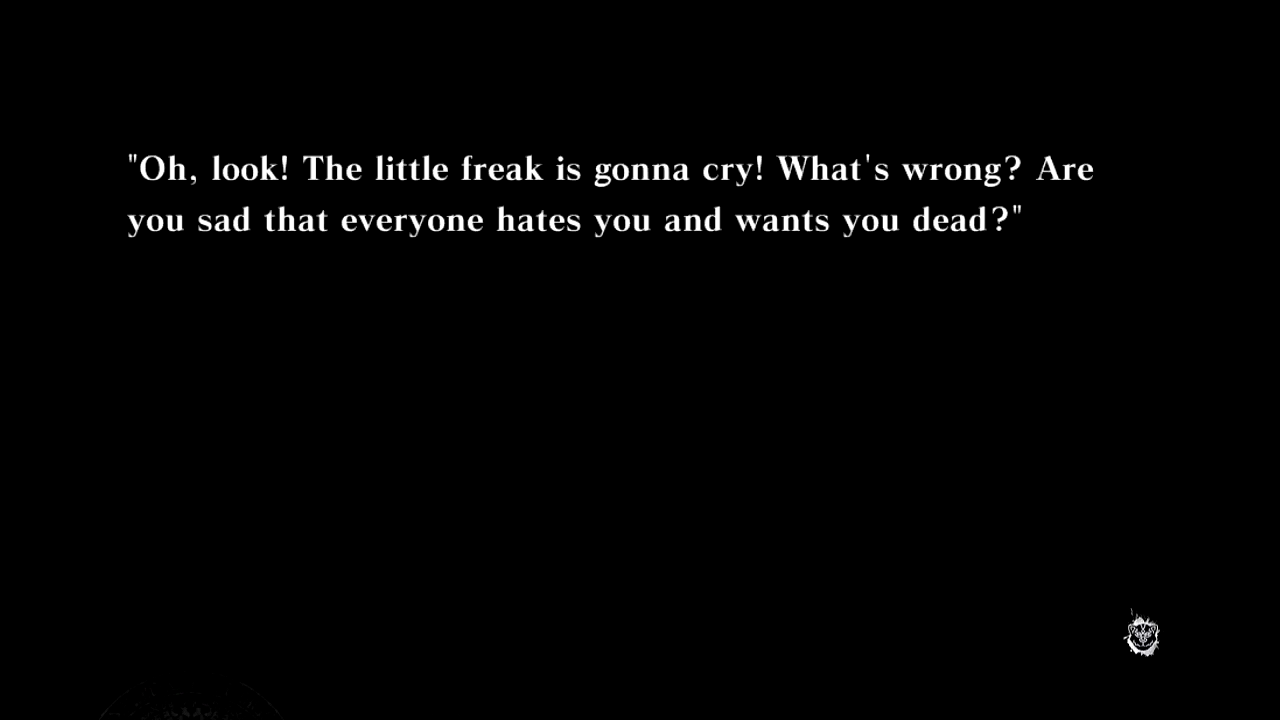 "Oh, look! The little freak is gonna cry! What's wrong? Are
you sad that everyone hates you and wants you dead?"